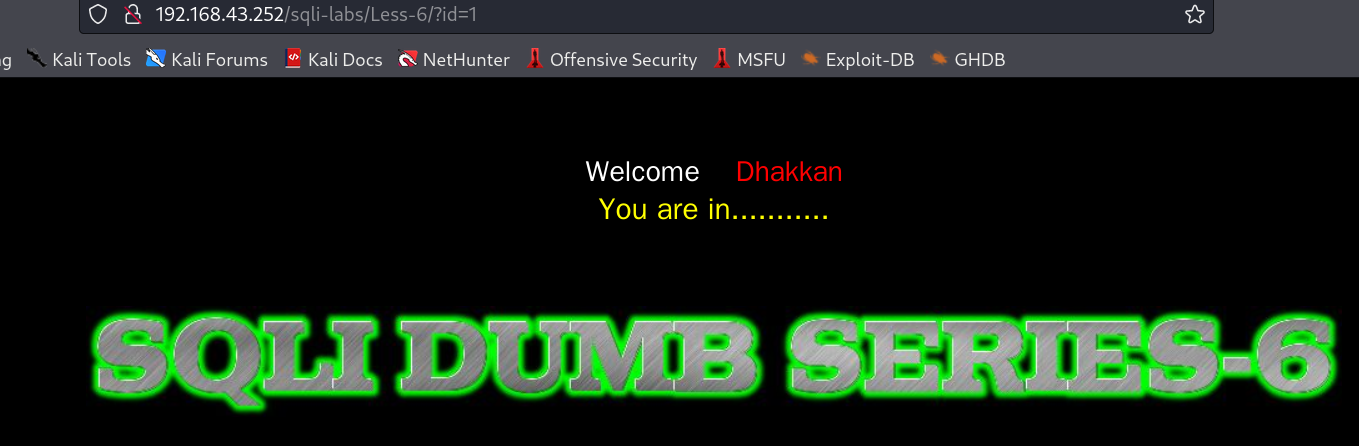 192.168.43.252/sqli-labs/Less-6/?id=1
g Kali Tools Kali Forums Kali Docs NetHunter Offensive Security MSFU Exploit-DB GHDB
Welcome Dhakkan
You are in...........
SQLI DUMB SERIES-6